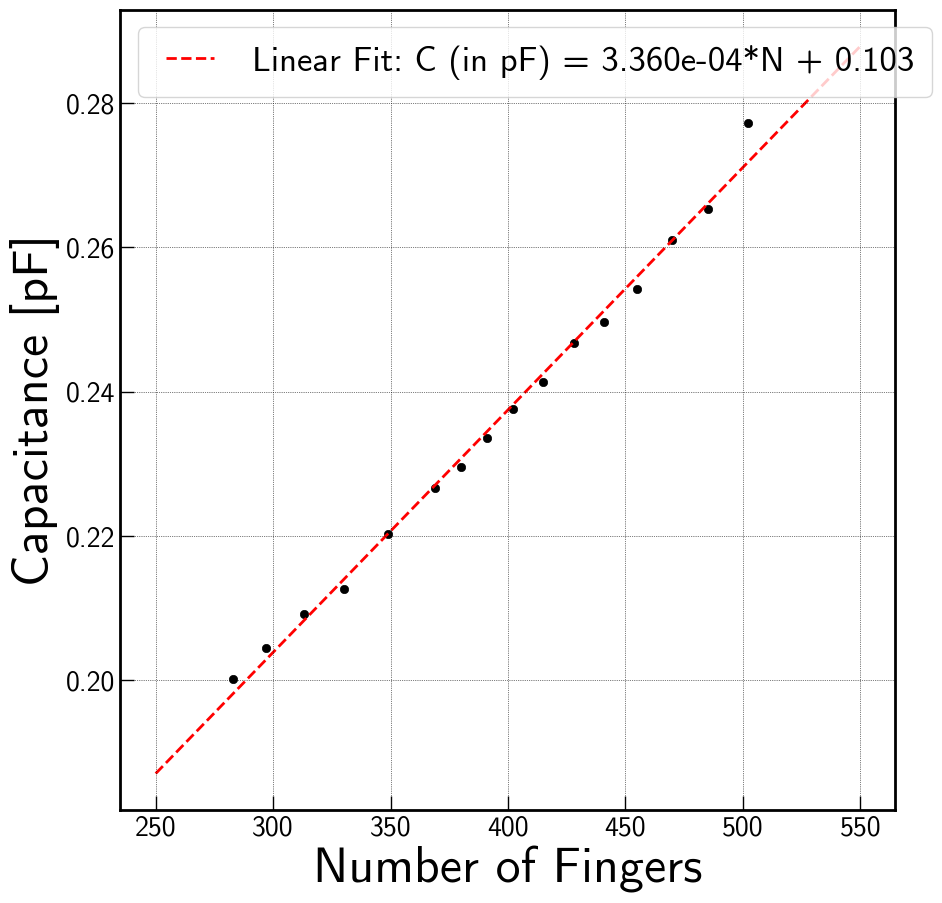 Linear Fit: C (in pF) = 3.360e-04*N + 0.103
Capacitance [pF]
0.28
0.26
0.24
0.22
0.20
250 300 350 400 450 500 550
Number of Fingers